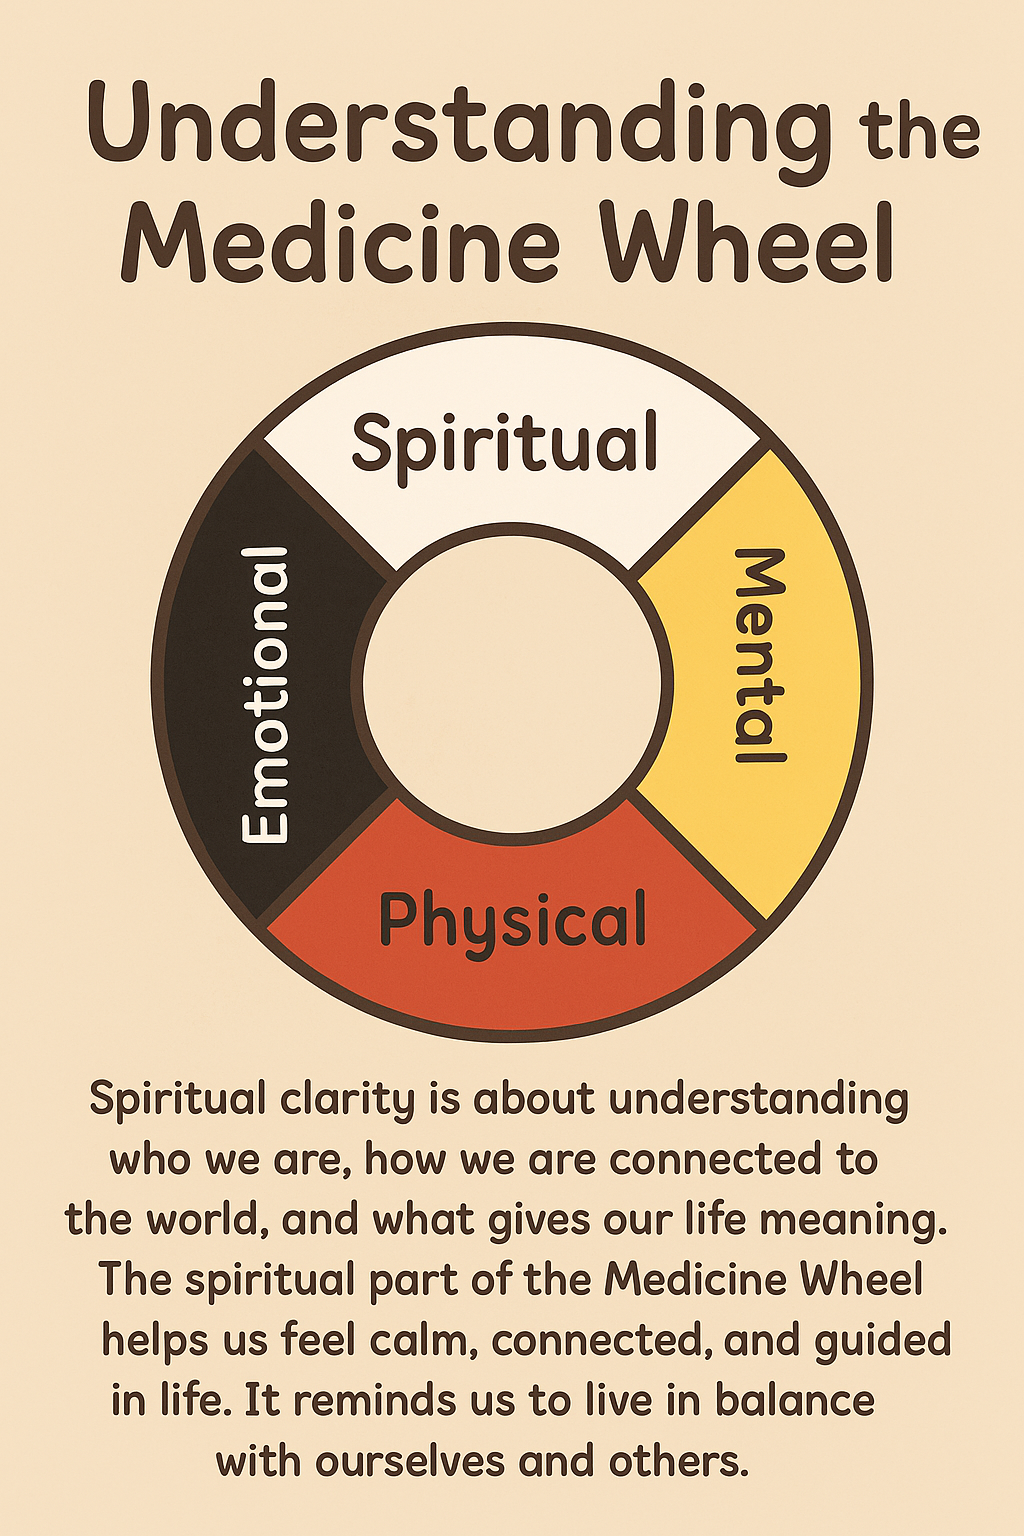 Understanding the
Medicine Wheel
Spiritual
Emotional
Mental
Physical
Spiritual clarity is about understanding
who we are, how we are connected to
the world, and what gives our life meaning.
The spiritual part of the Medicine Wheel
helps us feel calm, connected, and guided
in life. It reminds us to live in balance
with ourselves and others.